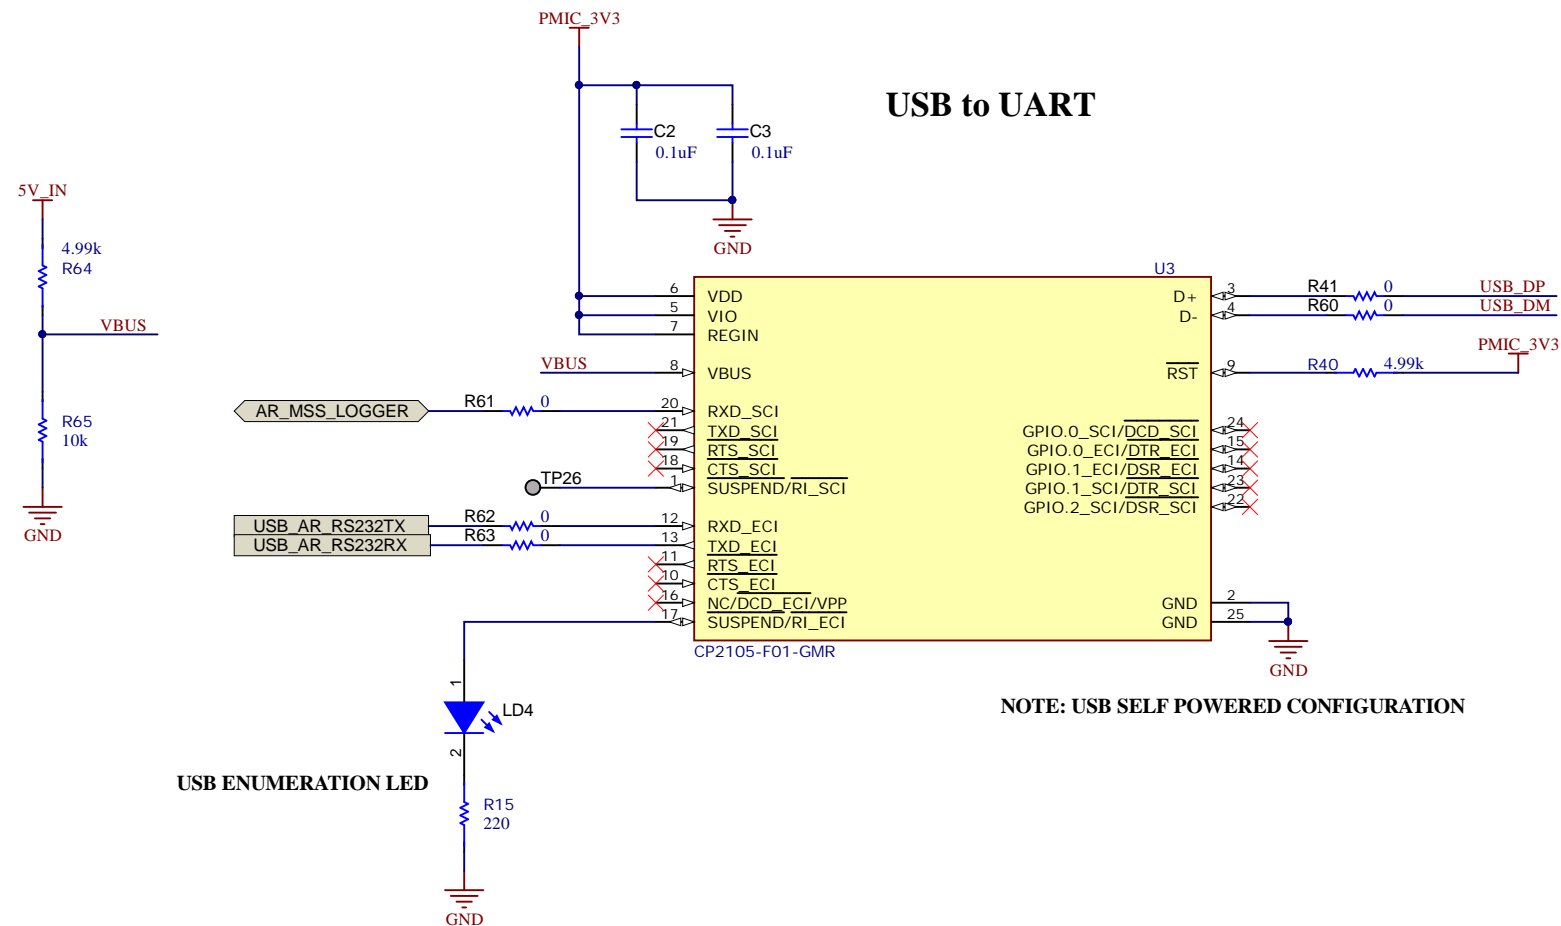 PMIC_3V3
USB to UART
C2
0.1uF
C3
0.1uF
GND
5V_IN
4.99k
R64
VBUS
R65
10k
GND
U3
6 VDD
5 VIO
7 REGIN
VBUS 8 VBUS
AR_MSS_LOGGER R61 0 20 RXD_SCI
21 TXD_SCI
19 RTS_SCI
18 CTS_SCI
TP26 1 SUSPEND/RI_SCI
USB_AR_RS232TX R62 0 12 RXD_ECI
USB_AR_RS232RX R63 0 13 TXD_ECI
11 RTS_ECI
10 CTS_ECI
16 NC/DCD_ECI/VPP
17 SUSPEND/RI_ECI
D+ 3 R41 0 USB_DP
D- 4 R60 0 USB_DM
PMIC_3V3
RST 9 R40 4.99k
GPIO.0_SCI/DCD_SCI 24
GPIO.0_ECI/DTR_ECI 15
GPIO.1_ECI/DSR_ECI 14
GPIO.1_SCI/DTR_SCI 23
GPIO.2_SCI/DSR_SCI 22
GND 2
GND 25
GND
CP2105-F01-GMR
NOTE: USB SELF POWERED CONFIGURATION
1
LD4
2
USB ENUMERATION LED
R15
220
GND